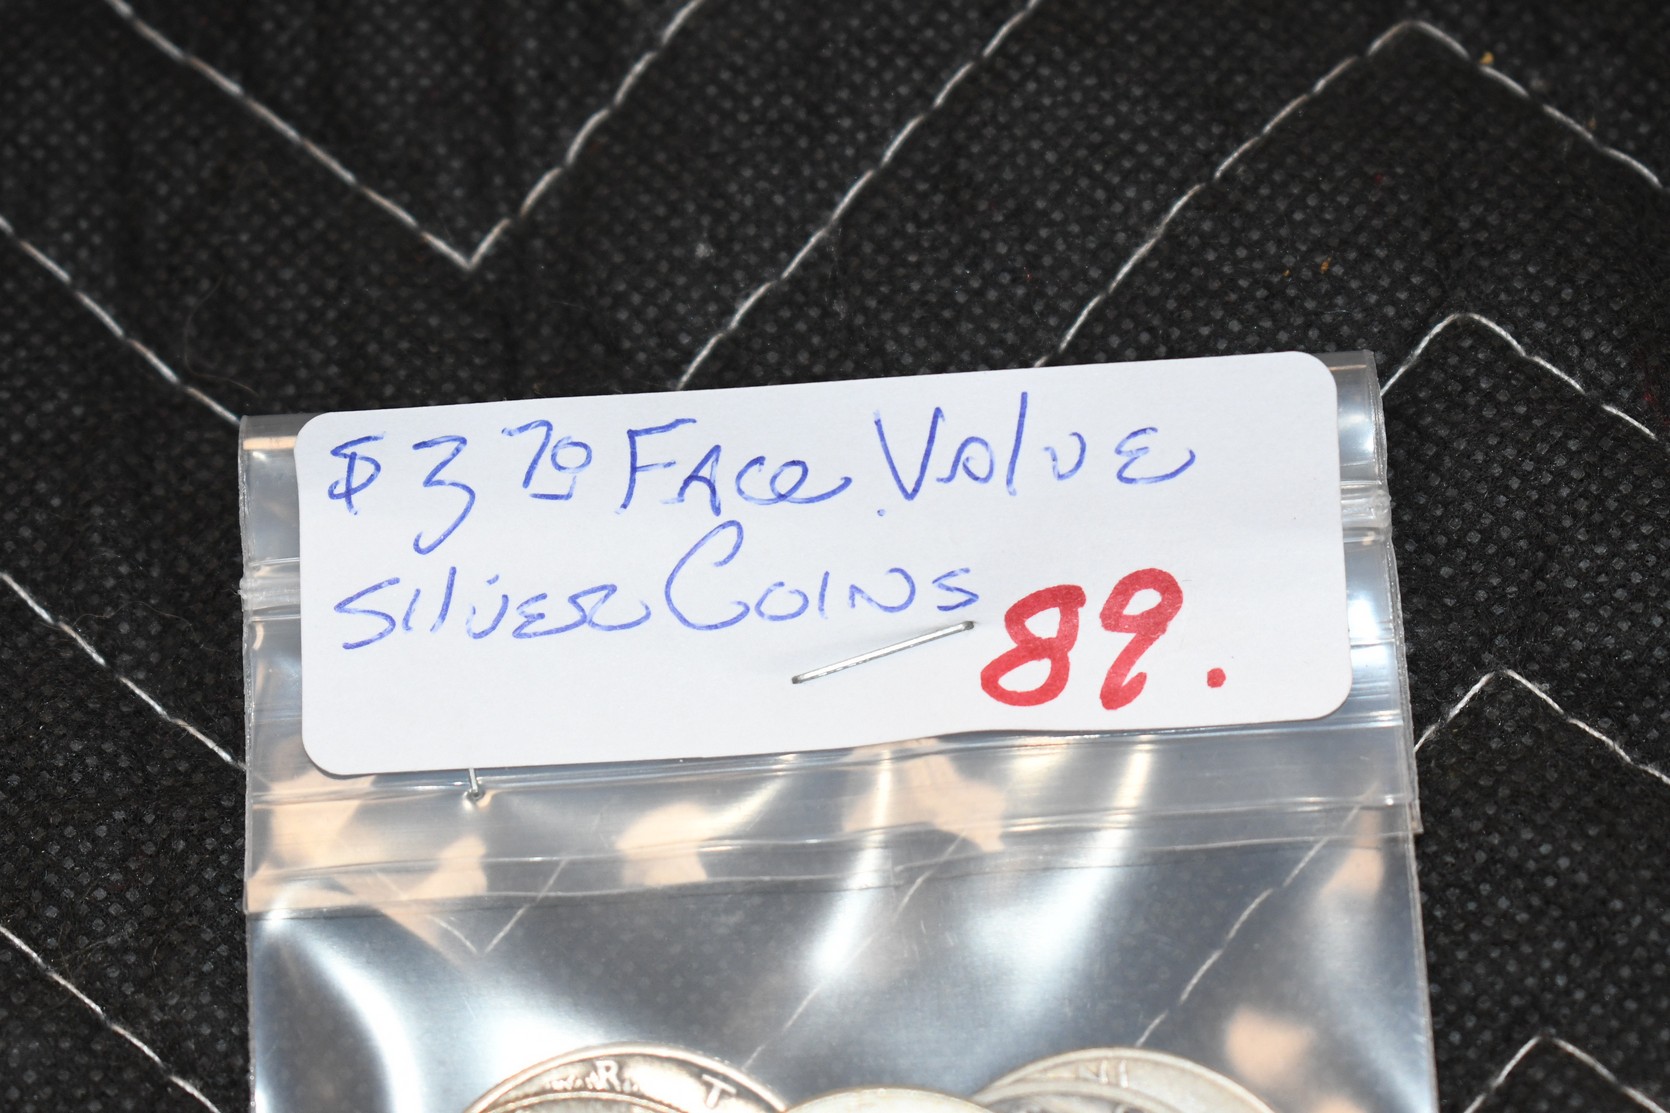 $3 70 Face Value
Silver Coins
89.
R T